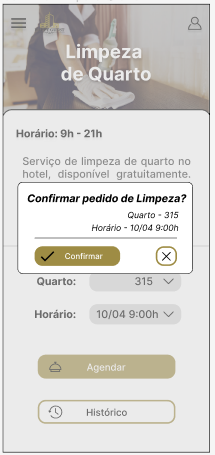 Limpeza
de Quarto
Horário: 9h - 21h
Serviço de limpeza de quarto no
hotel, disponível gratuitamente.
Confirmar pedido de Limpeza?
Quarto - 315
Horário - 10/04 9:00h
Confirmar
Quarto: 315
Horário: 10/04 9:00h
Agendar
Histórico